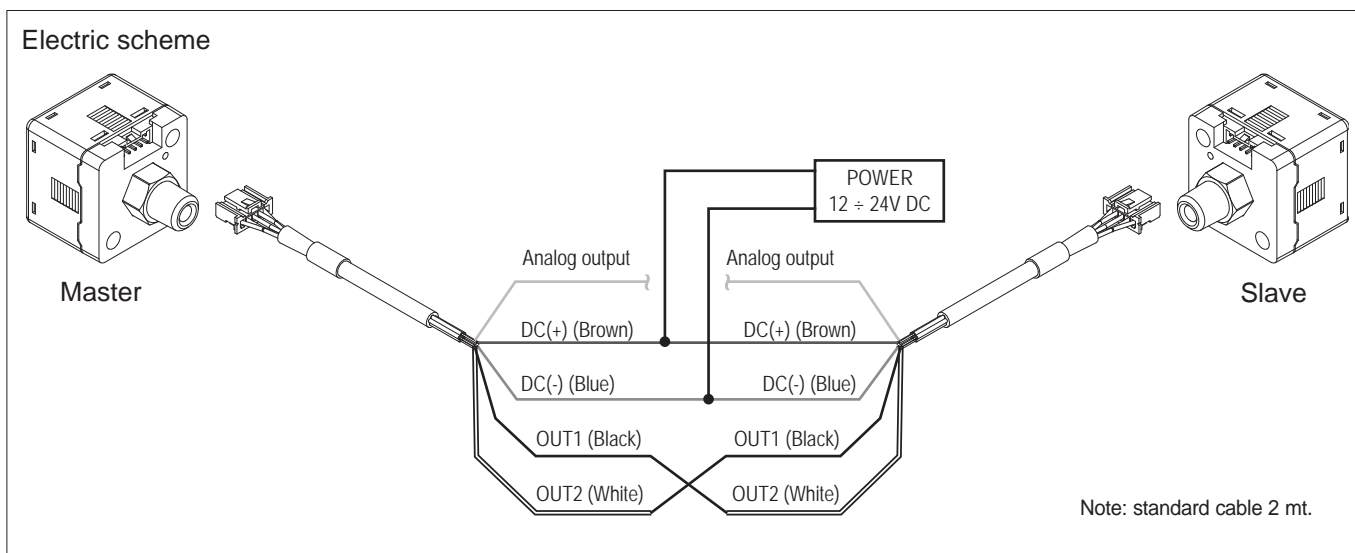 Electric scheme
POWER
12 ÷ 24V DC
Analog output
Analog output
Master
Slave
DC(+) (Brown)
DC(+) (Brown)
DC(-) (Blue)
DC(-) (Blue)
OUT1 (Black)
OUT1 (Black)
OUT2 (White)
OUT2 (White)
Note: standard cable 2 mt.